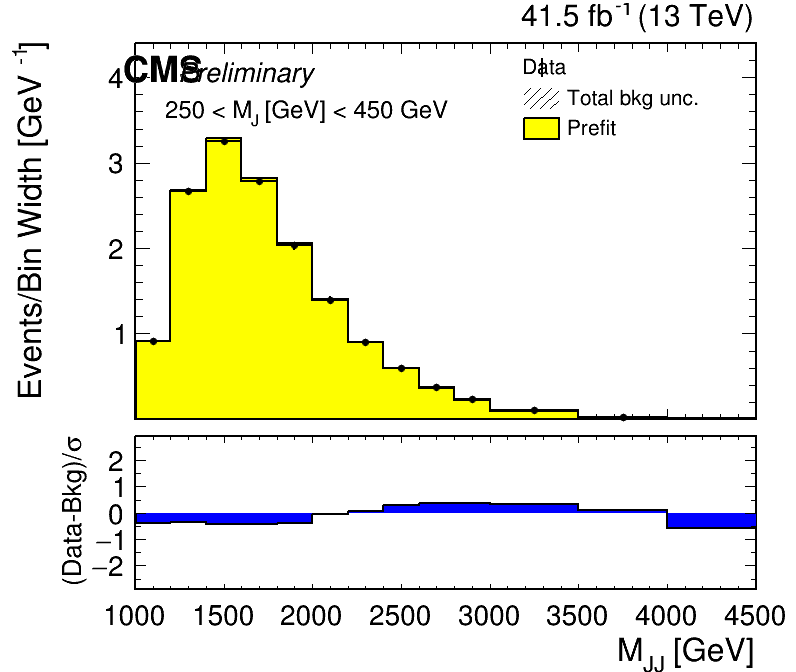 41.5 fb⁻¹ (13 TeV)
CMS Preliminary
250 < M_J [GeV] < 450 GeV
Data
Total bkg unc.
Prefit
Events/Bin Width [GeV⁻¹]
4
3
2
1
(Data-Bkg)/σ
2
1
0
−1
−2
1000 1500 2000 2500 3000 3500 4000 4500
M_JJ [GeV]